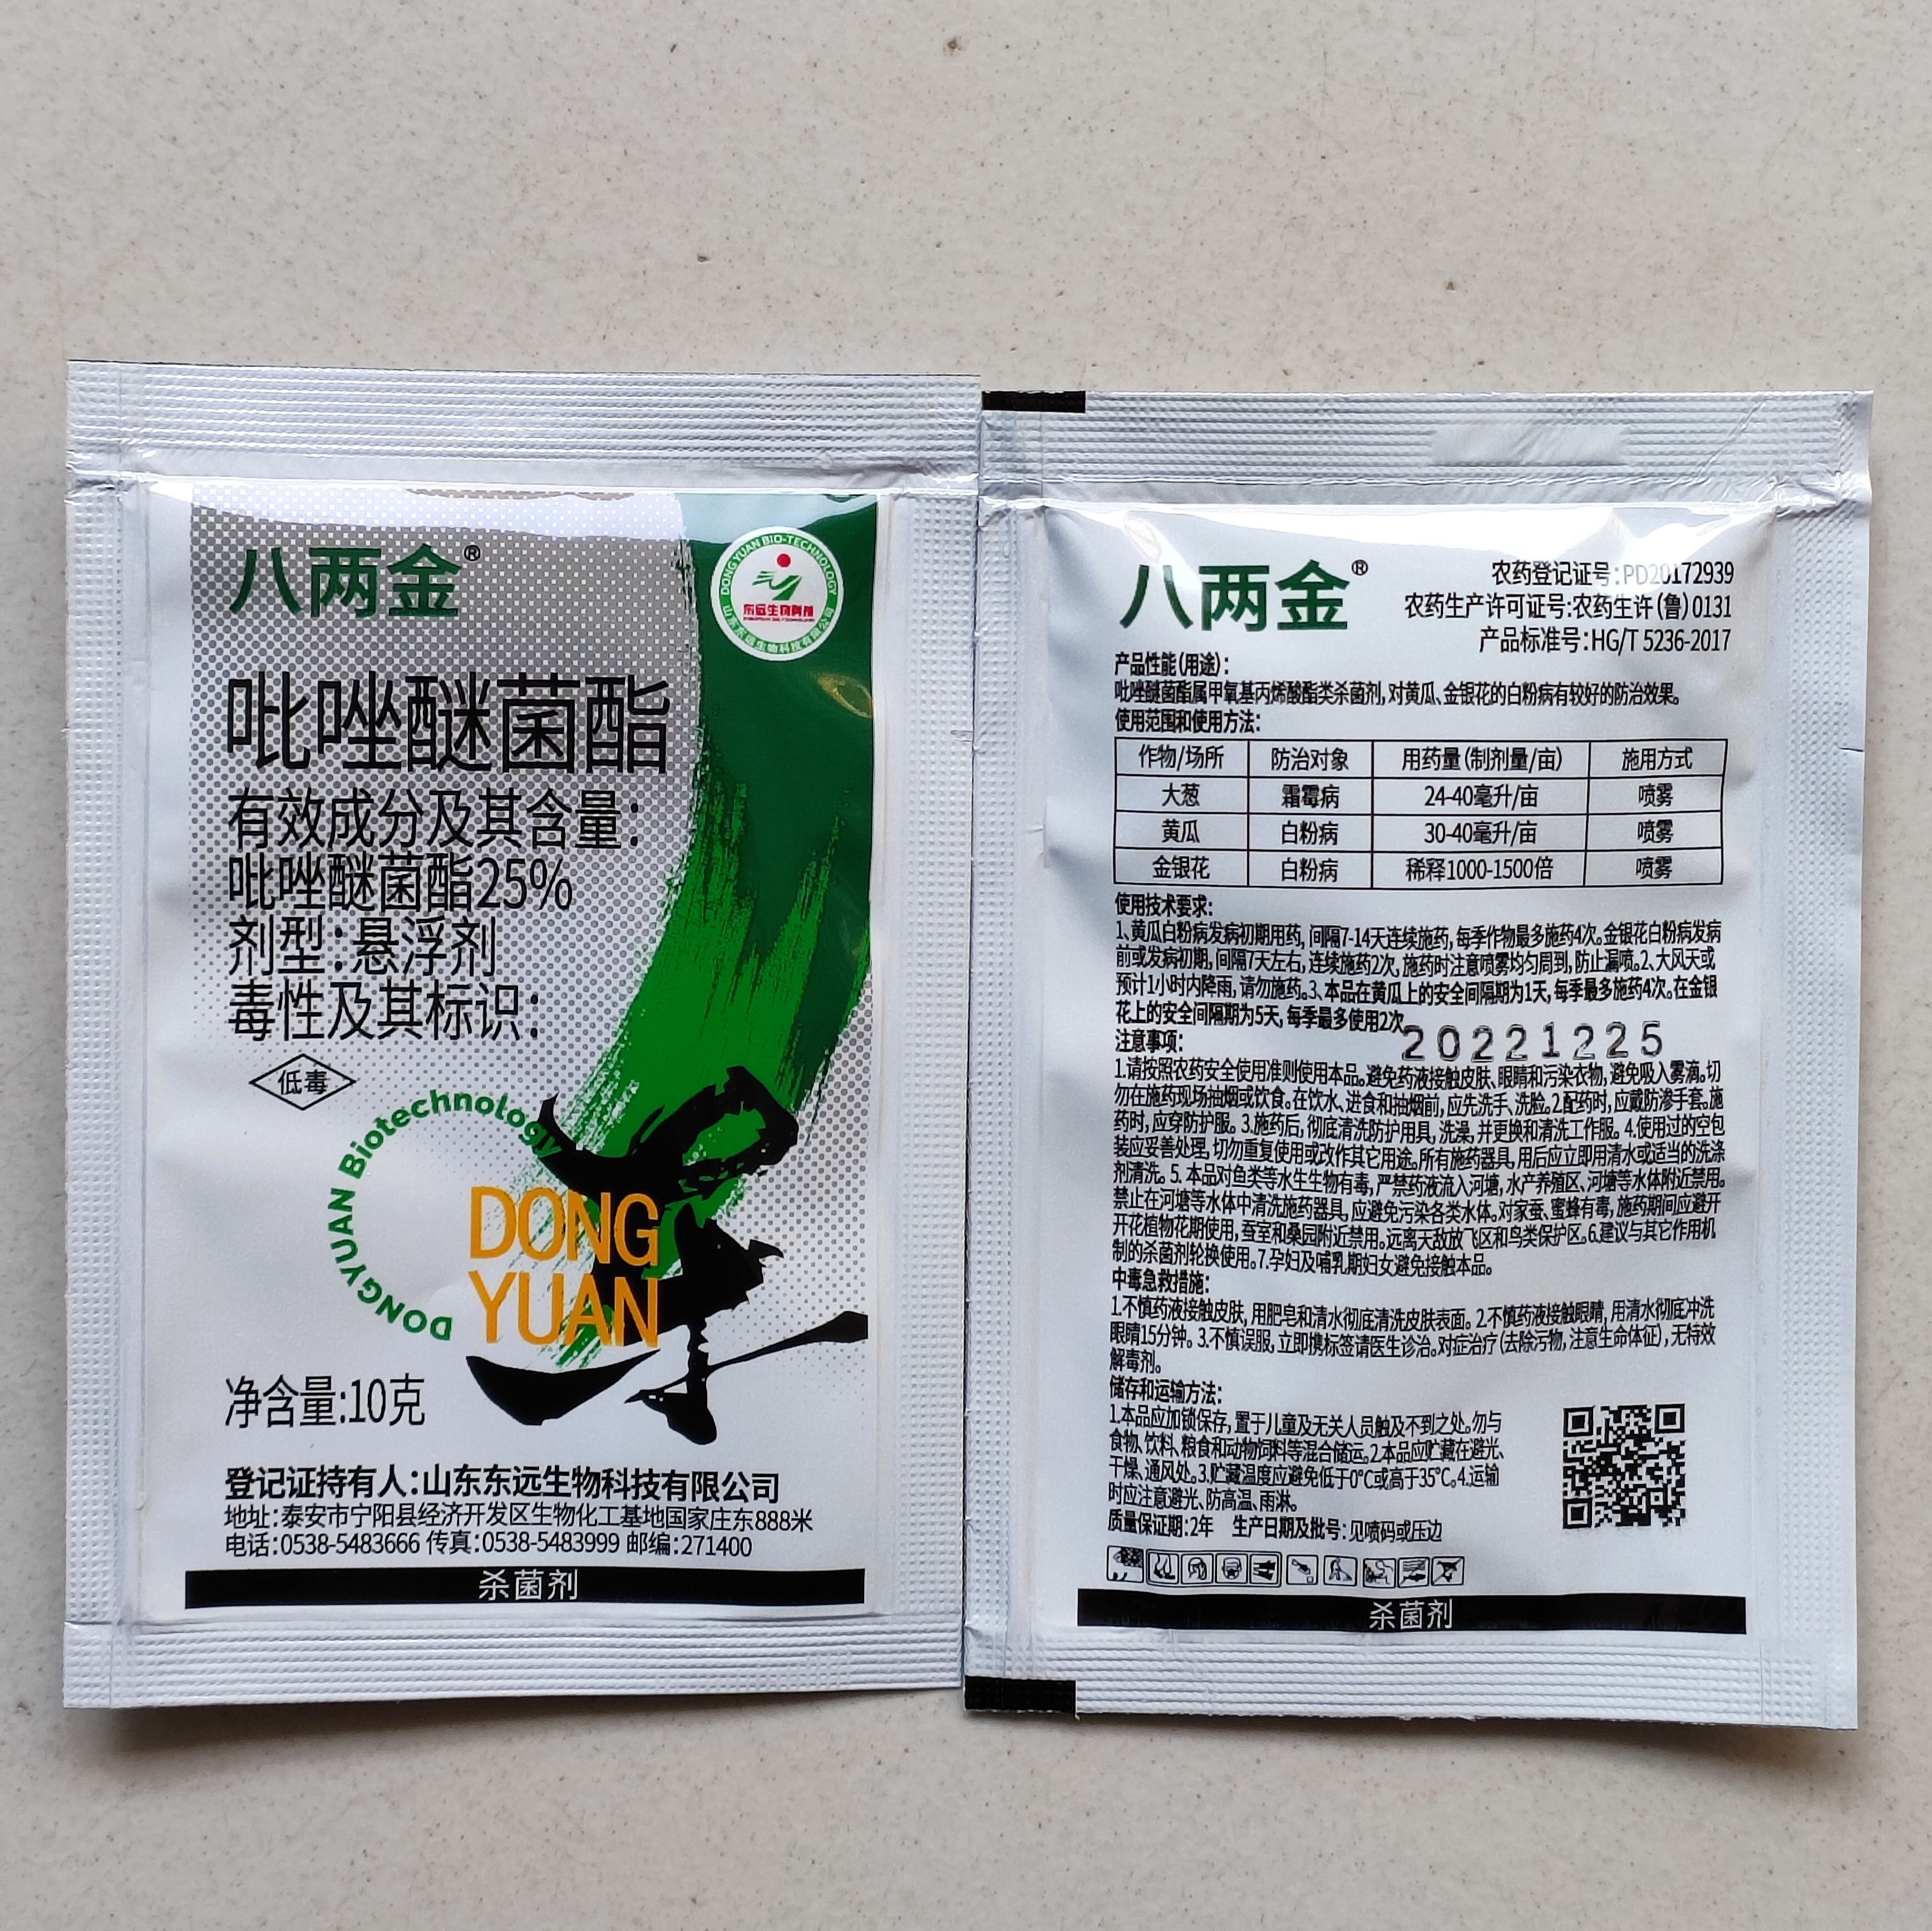 八两金®
DONGYUAN BIO-TECHNOLOGY
东远生物科技
山东东远生物科技有限公司
吡唑醚菌酯
有效成分及其含量:
吡唑醚菌酯25%
剂型:悬浮剂
毒性及其标识:
低毒
DONGYUAN Biotechnology
DONG
YUAN
净含量:10克
登记证持有人:山东东远生物科技有限公司
地址:泰安市宁阳县经济开发区生物化工基地国家庄东888米
电话:0538-5483666 传真:0538-5483999 邮编:271400
杀菌剂
八两金®
农药登记证号:PD20172939
农药生产许可证号:农药生许(鲁)0131
产品标准号:HG/T 5236-2017
产品性能(用途):
吡唑醚菌酯属甲氧基丙烯酸酯类杀菌剂,对黄瓜、金银花的白粉病有较好的防治效果。
使用范围和使用方法:
作物/场所 防治对象 用药量(制剂量/亩) 施用方式
大葱 霜霉病 24-40毫升/亩 喷雾
黄瓜 白粉病 30-40毫升/亩 喷雾
金银花 白粉病 稀释1000-1500倍 喷雾
使用技术要求:
1、黄瓜白粉病发病初期用药,间隔7-14天连续施药,每季作物最多施药4次。金银花白粉病发病
前或发病初期,间隔7天左右,连续施药2次,施药时注意喷雾均匀周到,防止漏喷。2、大风天或
预计1小时内降雨,请勿施药。3、本品在黄瓜上的安全间隔期为1天,每季最多施药4次。在金银
花上的安全间隔期为5天,每季最多使用2次。
20221225
注意事项:
1.请按照农药安全使用准则使用本品。避免药液接触皮肤、眼睛和污染衣物,避免吸入雾滴。切
勿在施药现场抽烟或饮食。在饮水、进食和抽烟前,应先洗手、洗脸。2.配药时,应戴防渗手套。施
药时,应穿防护服。3.施药后,彻底清洗防护用具,洗澡,并更换和清洗工作服。4.使用过的空包
装应妥善处理,切勿重复使用或改作其它用途。所有施药器具,用后应立即用清水或适当的洗涤
剂清洗。5.本品对鱼类等水生生物有毒,严禁药液流入河塘,水产养殖区、河塘等水体附近禁用。
禁止在河塘等水体中清洗施药器具,应避免污染各类水体。对家蚕、蜜蜂有毒,施药期间应避开
开花植物花期使用,蚕室和桑园附近禁用。远离天敌放飞区和鸟类保护区。6.建议与其它作用机
制的杀菌剂轮换使用。7.孕妇及哺乳期妇女避免接触本品。
中毒急救措施:
1.不慎药液接触皮肤,用肥皂和清水彻底清洗皮肤表面。2.不慎药液接触眼睛,用清水彻底冲洗
眼睛15分钟。3.不慎误服,立即携标签请医生诊治。对症治疗(去除污物,注意生命体征),无特效
解毒剂。
储存和运输方法:
1.本品应加锁保存,置于儿童及无关人员触及不到之处。勿与
食物、饮料、粮食和动物饲料等混合储运。2.本品应贮藏在避光、
干燥、通风处。3.贮藏温度应避免低于0℃或高于35℃。4.运输
时应注意避光、防高温、雨淋。
质量保证期:2年 生产日期及批号:见喷码或压边
杀菌剂